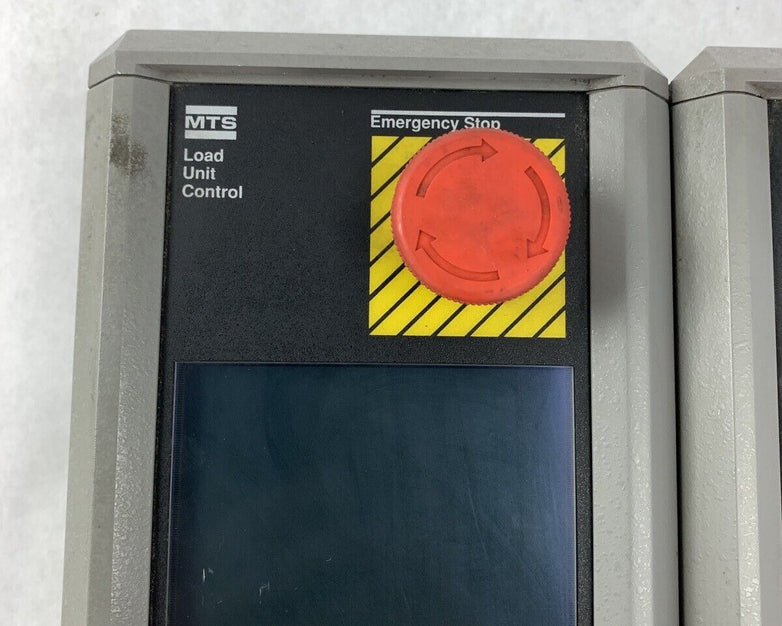 MTS
Load
Unit
Control
Emergency Stop